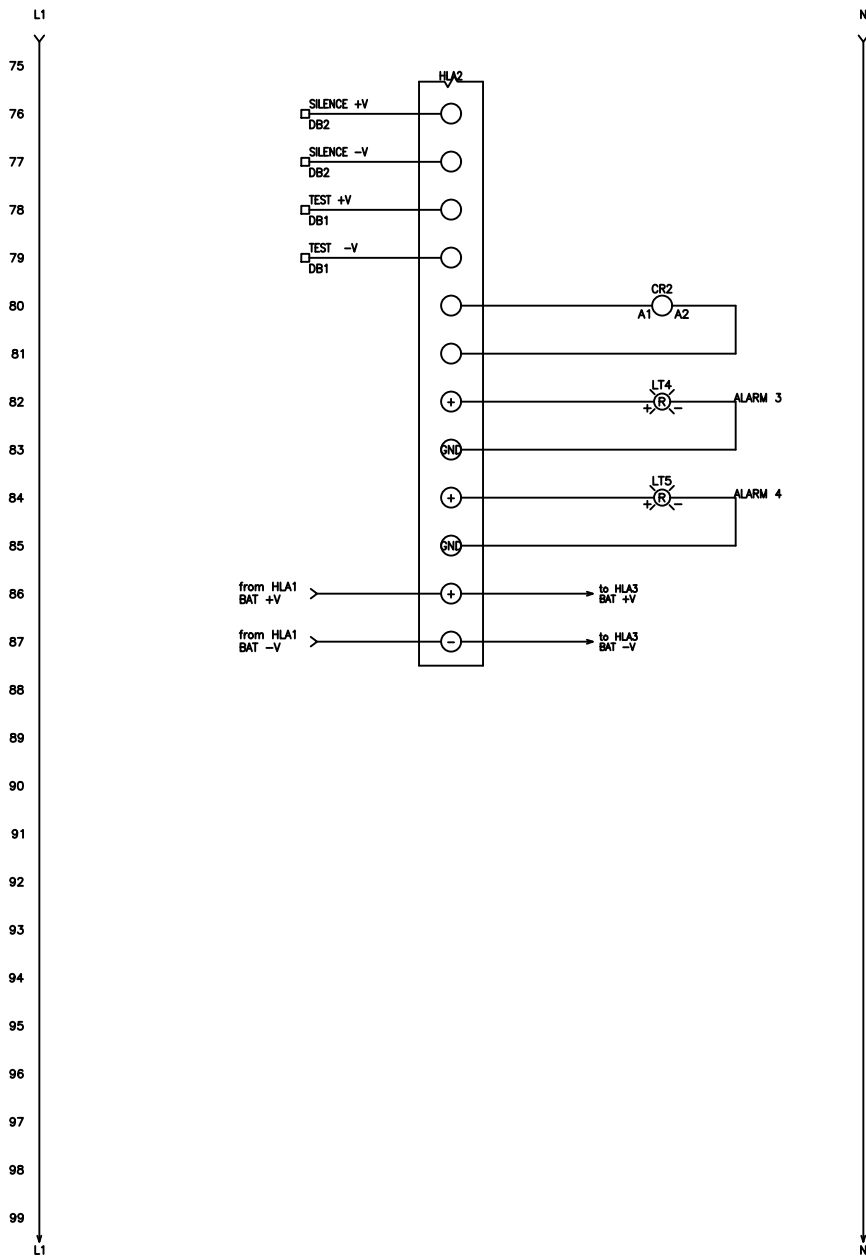 L1 N
75
HLA2
76 SILENCE +V
DB2
77 SILENCE -V
DB2
78 TEST +V
DB1
79 TEST -V
DB1
CR2
80 A1 A2
81
LT4
82 + + R - ALARM 3
83 GND
LT5
84 + + R - ALARM 4
85 GND
from HLA1 to HLA3
86 BAT +V + BAT +V
from HLA1 to HLA3
87 BAT -V - BAT -V
88
89
90
91
92
93
94
95
96
97
98
99
L1 N